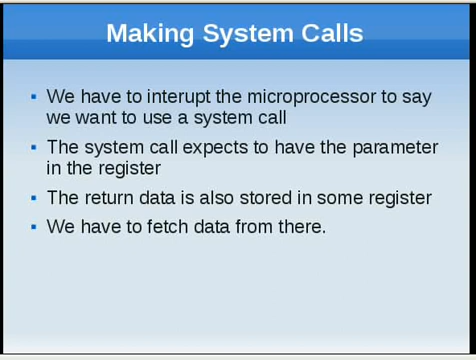 Making System Calls
We have to interupt the microprocessor to say
we want to use a system call
The system call expects to have the parameter
in the register
The return data is also stored in some register
We have to fetch data from there.